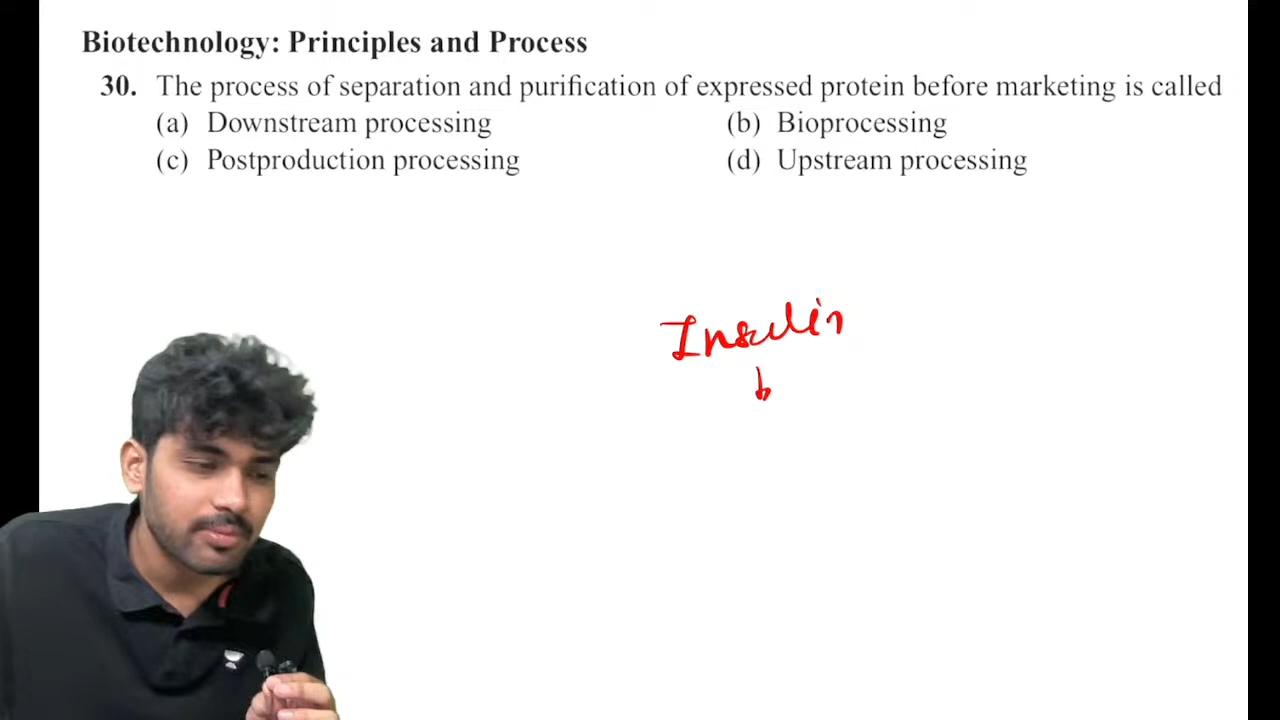 Biotechnology: Principles and Process
30. The process of separation and purification of expressed protein before marketing is called
(a) Downstream processing (b) Bioprocessing
(c) Postproduction processing (d) Upstream processing
Insulin